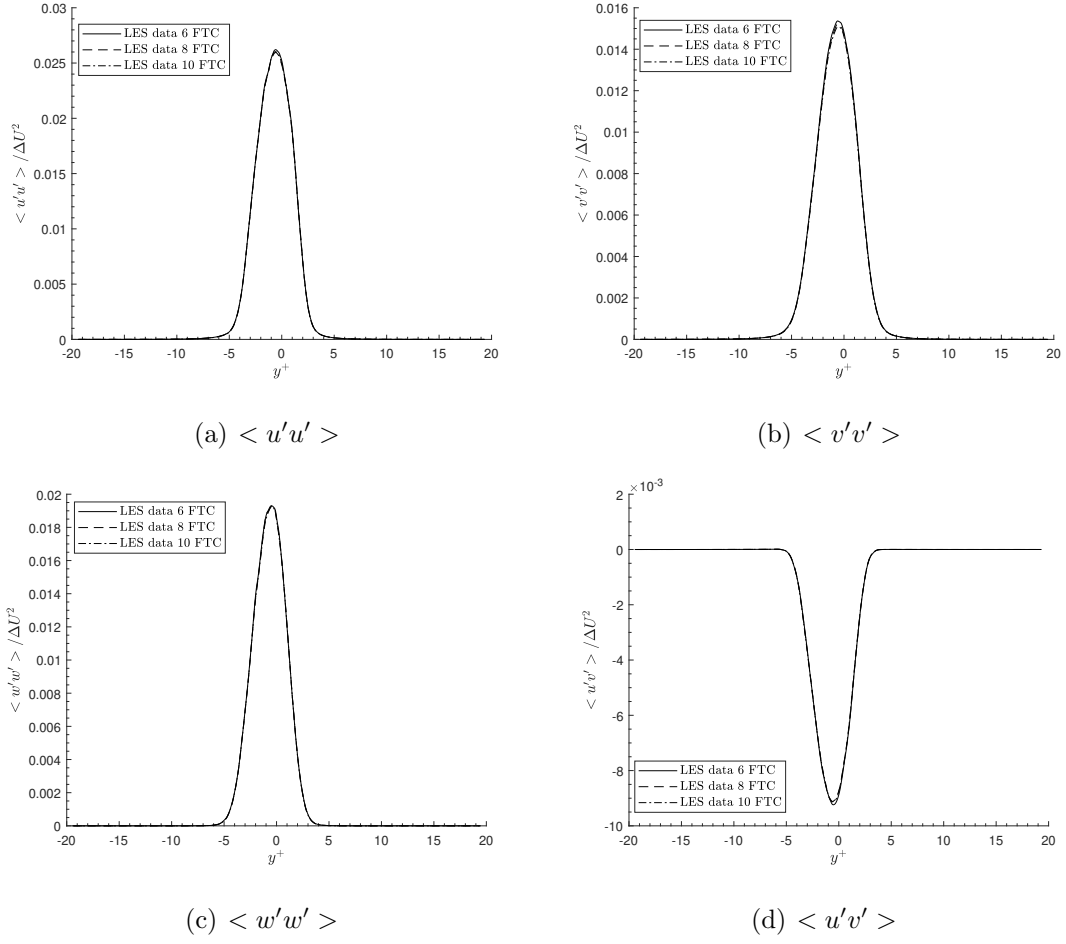 0.03
0.025
0.02
0.015
0.01
0.005
0
< u'u' > /ΔU²
LES data 6 FTC
LES data 8 FTC
LES data 10 FTC
-20 -15 -10 -5 0 5 10 15 20
y⁺
(a) < u'u' >
0.016
0.014
0.012
0.01
0.008
0.006
0.004
0.002
0
< v'v' > /ΔU²
LES data 6 FTC
LES data 8 FTC
LES data 10 FTC
-20 -15 -10 -5 0 5 10 15 20
y⁺
(b) < v'v' >
0.02
0.018
0.016
0.014
0.012
0.01
0.008
0.006
0.004
0.002
0
< w'w' > /ΔU²
LES data 6 FTC
LES data 8 FTC
LES data 10 FTC
-20 -15 -10 -5 0 5 10 15 20
y⁺
(c) < w'w' >
×10⁻³
2
0
-2
-4
-6
-8
-10
< u'v' > /ΔU²
LES data 6 FTC
LES data 8 FTC
LES data 10 FTC
-20 -15 -10 -5 0 5 10 15 20
y⁺
(d) < u'v' >